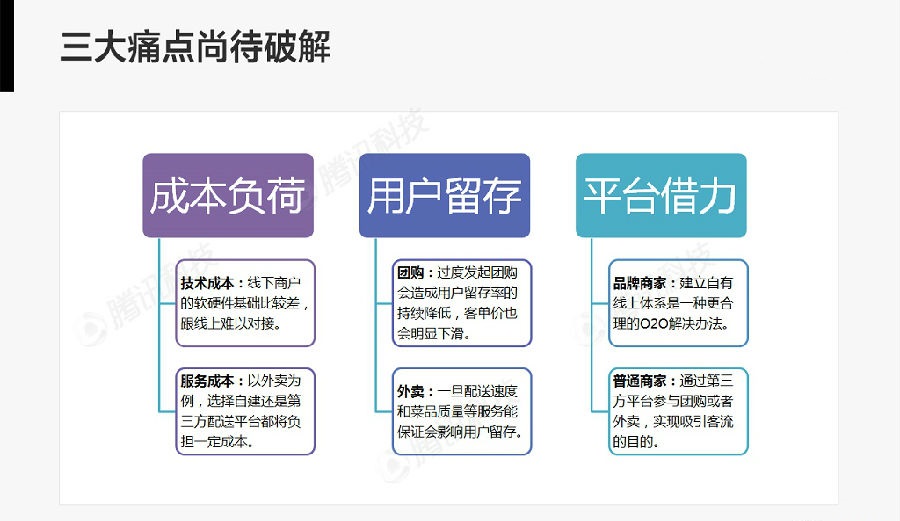 三大痛点尚待破解
成本负荷
技术成本：线下商户
的软硬件基础比较差，
跟线上难以对接。
服务成本：以外卖为
例，选择自建还是第
三方配送平台都将负
担一定成本。
用户留存
团购：过度发起团购
会造成用户留存率的
持续降低，客单价也
会明显下滑。
外卖：一旦配送速度
和菜品质量等服务能
保证会影响用户留存。
平台借力
品牌商家：建立自有
线上体系是一种更合
理的O2O解决办法。
普通商家：通过第三
方平台参与团购或者
外卖，实现吸引客流
的目的。
腾讯科技
腾讯科技